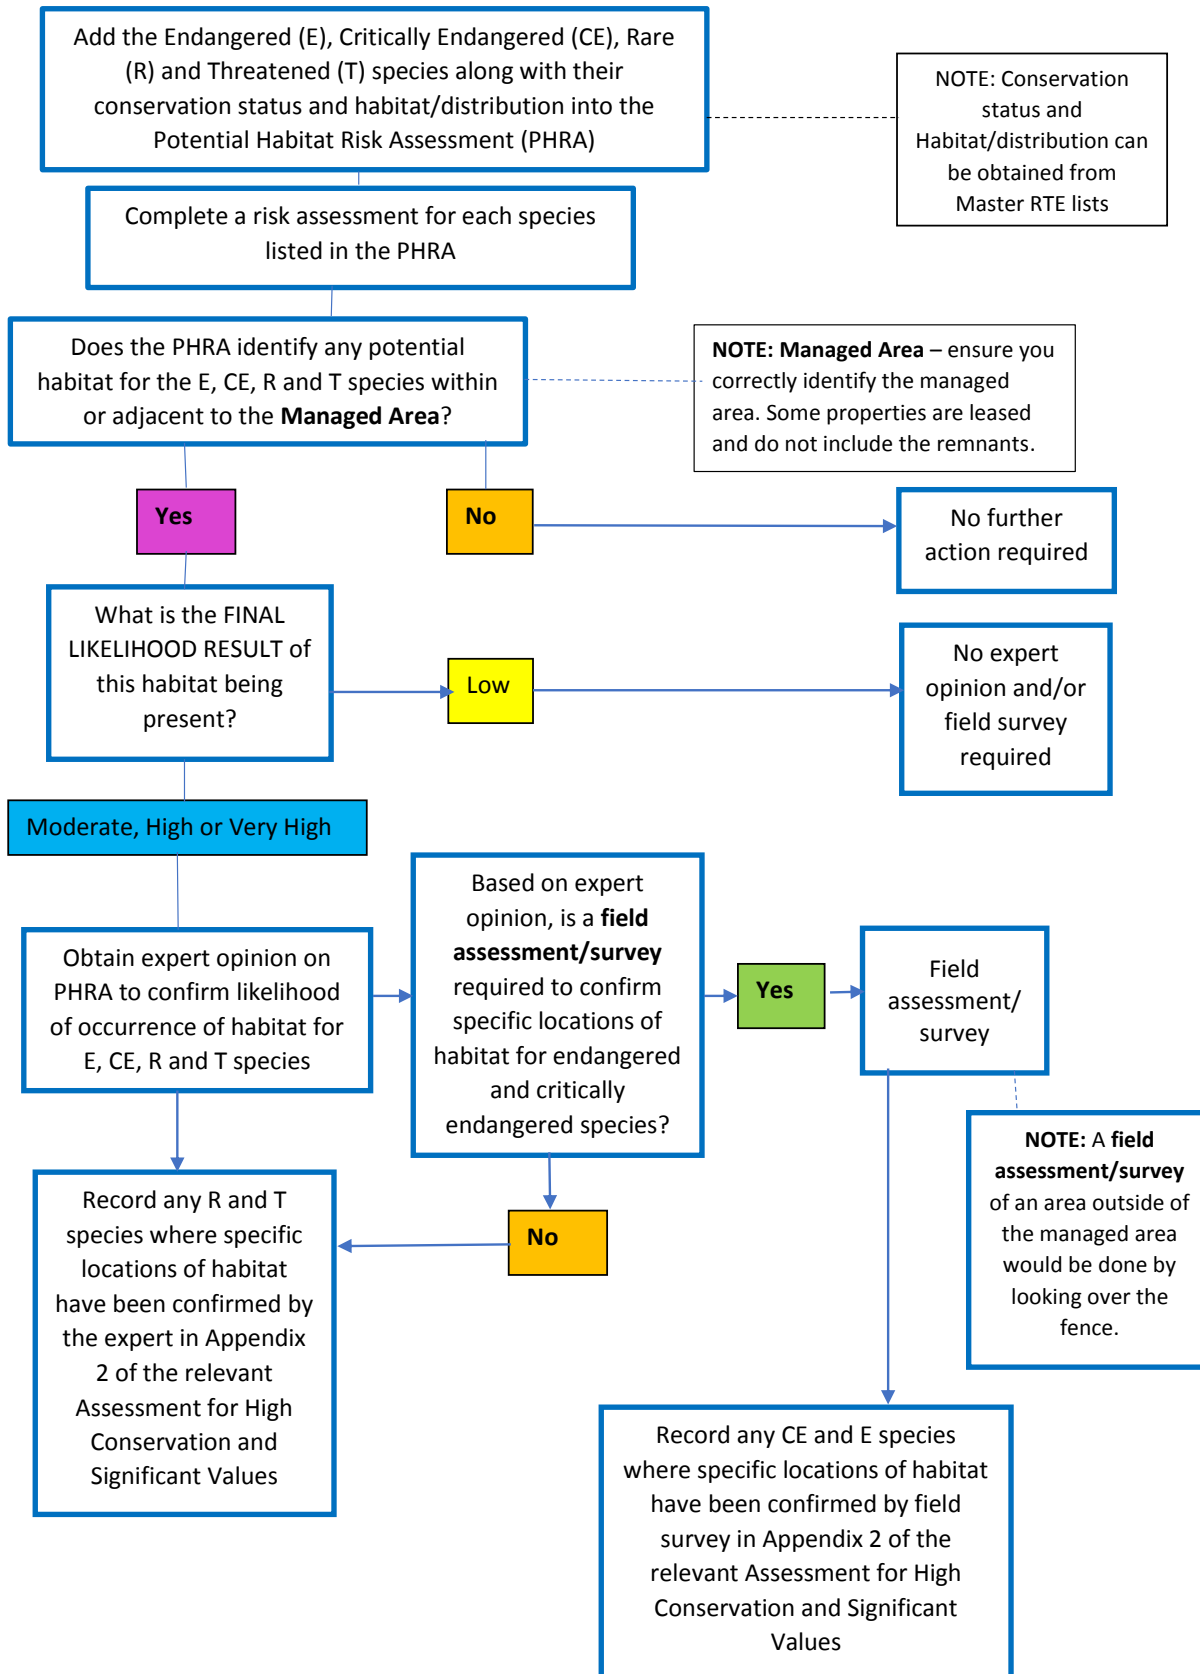 Add the Endangered (E), Critically Endangered (CE), Rare
(R) and Threatened (T) species along with their
conservation status and habitat/distribution into the
Potential Habitat Risk Assessment (PHRA)
NOTE: Conservation
status and
Habitat/distribution can
be obtained from
Master RTE lists
Complete a risk assessment for each species
listed in the PHRA
Does the PHRA identify any potential
habitat for the E, CE, R and T species within
or adjacent to the Managed Area?
NOTE: Managed Area – ensure you
correctly identify the managed
area. Some properties are leased
and do not include the remnants.
Yes
No
No further
action required
What is the FINAL
LIKELIHOOD RESULT of
this habitat being
present?
Low
No expert
opinion and/or
field survey
required
Moderate, High or Very High
Obtain expert opinion on
PHRA to confirm likelihood
of occurrence of habitat for
E, CE, R and T species
Based on expert
opinion, is a field
assessment/survey
required to confirm
specific locations of
habitat for endangered
and critically
endangered species?
Yes
Field
assessment/
survey
NOTE: A field
assessment/survey
of an area outside of
the managed area
would be done by
looking over the
fence.
No
Record any R and T
species where specific
locations of habitat
have been confirmed by
the expert in Appendix
2 of the relevant
Assessment for High
Conservation and
Significant Values
Record any CE and E species
where specific locations of habitat
have been confirmed by field
survey in Appendix 2 of the
relevant Assessment for High
Conservation and Significant
Values